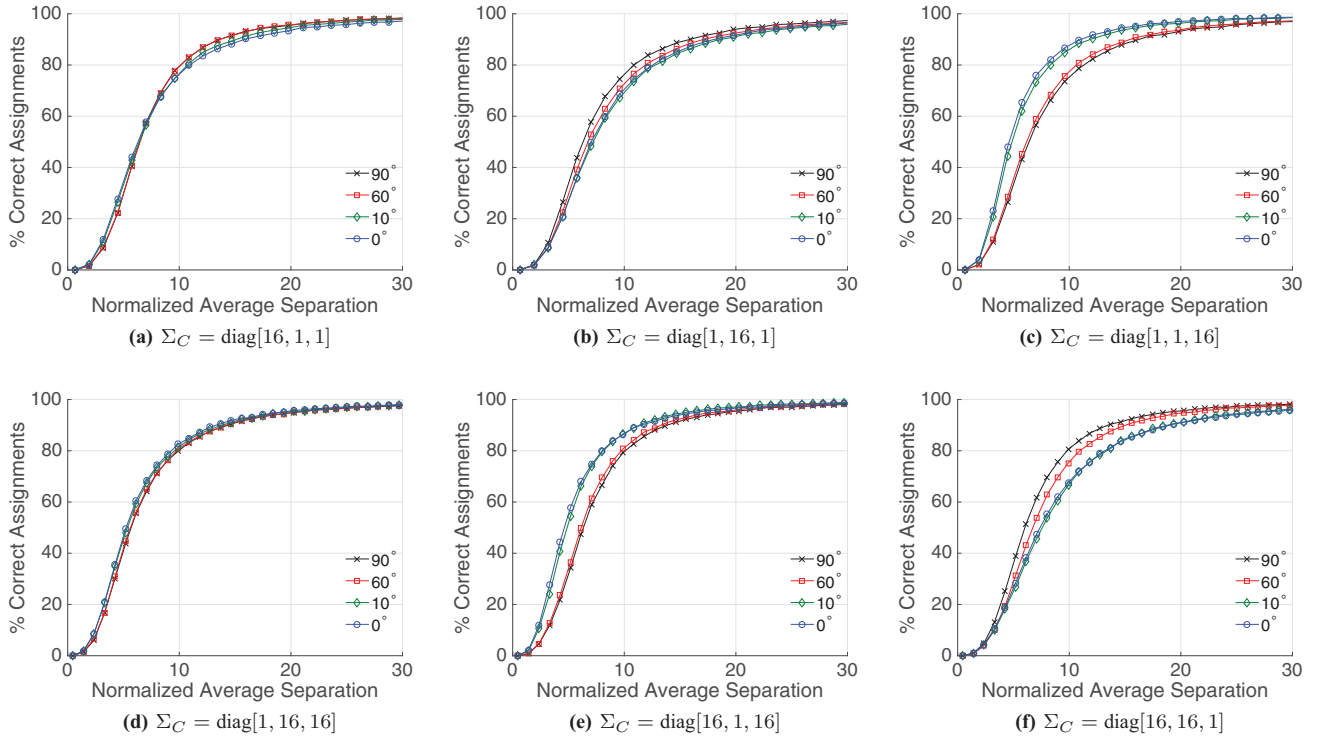 % Correct Assignments
100
80
60
40
20
0
0 10 20 30
Normalized Average Separation
90°
60°
10°
0°
(a) Σ_C = diag[16, 1, 1]
% Correct Assignments
100
80
60
40
20
0
0 10 20 30
Normalized Average Separation
90°
60°
10°
0°
(b) Σ_C = diag[1, 16, 1]
% Correct Assignments
100
80
60
40
20
0
0 10 20 30
Normalized Average Separation
90°
60°
10°
0°
(c) Σ_C = diag[1, 1, 16]
% Correct Assignments
100
80
60
40
20
0
0 10 20 30
Normalized Average Separation
90°
60°
10°
0°
(d) Σ_C = diag[1, 16, 16]
% Correct Assignments
100
80
60
40
20
0
0 10 20 30
Normalized Average Separation
90°
60°
10°
0°
(e) Σ_C = diag[16, 1, 16]
% Correct Assignments
100
80
60
40
20
0
0 10 20 30
Normalized Average Separation
90°
60°
10°
0°
(f) Σ_C = diag[16, 16, 1]